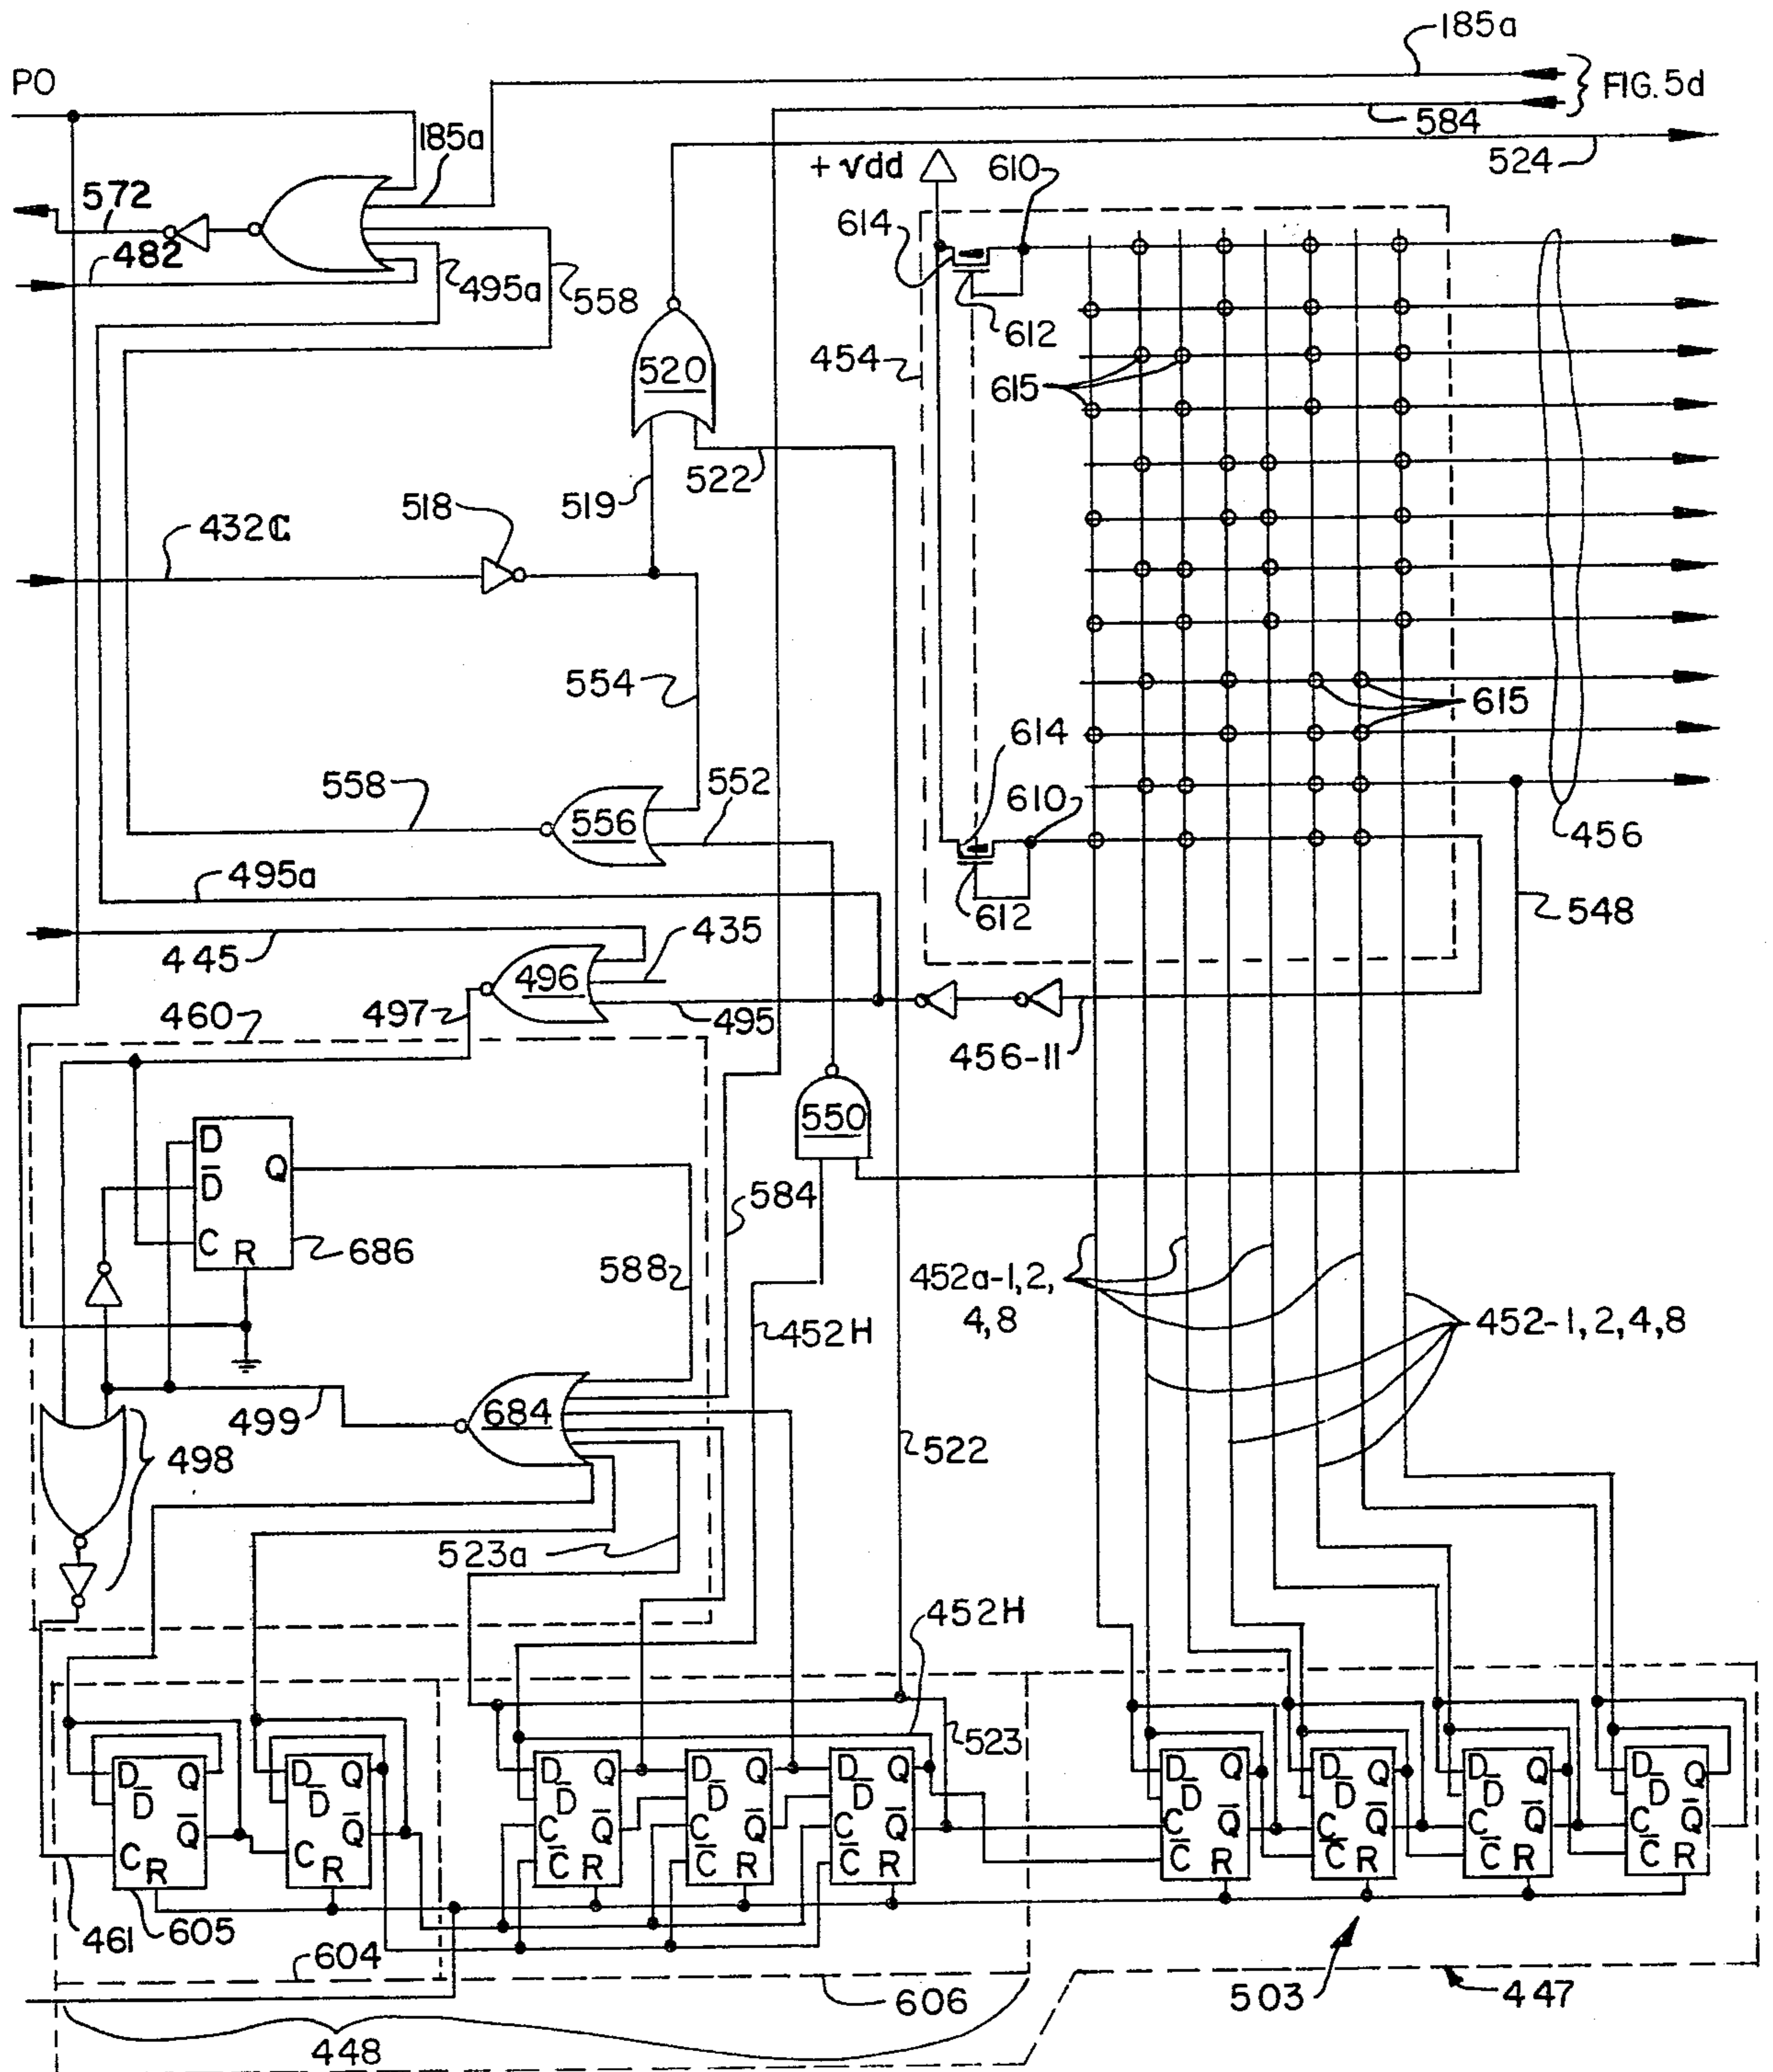 185a
PO
FIG. 5d
584
185a
+Vdd
610
524
572
614
482
495a
558
612
520
454
615
522
519
518
432C
554
615
614
558
552
610
556
456
495a
612
548
445
435
496
460
497
495
456-11
550
D
Q
D̅
584
C
R
686
588
452a-1,2,
4,8
452H
452-1,2,4,8
684
499
522
498
523a
452H
523
D Q D Q D Q D Q D Q D Q D Q D Q D Q
D̅ D̅ D̅ D̅ D̅ D̅ D̅ D̅ D̅
Q̅ Q̅ C Q̅ C Q̅ C Q̅ C Q̅ C Q̅ C Q̅ C Q̅
C R C R C̅ R C̅ R C̅ R C̅ R C̅ R C̅ R C̅ R
461
605
604
606
503
447
448